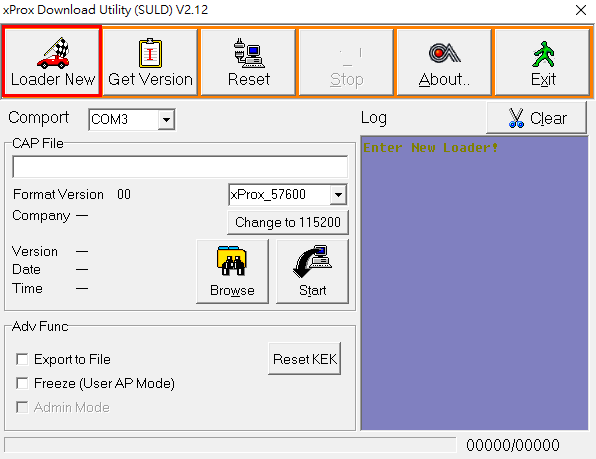 xProx Download Utility (SULD) V2.12
Loader New
Get Version
Reset
Stop
About..
Exit
Comport
COM3
Log
Clear
CAP File
Enter New Loader!
Format Version 00
xProx_57600
Company —
Change to 115200
Version —
Date —
Time —
Browse
Start
Adv Func
Export to File
Reset KEK
Freeze (User AP Mode)
Admin Mode
00000/00000